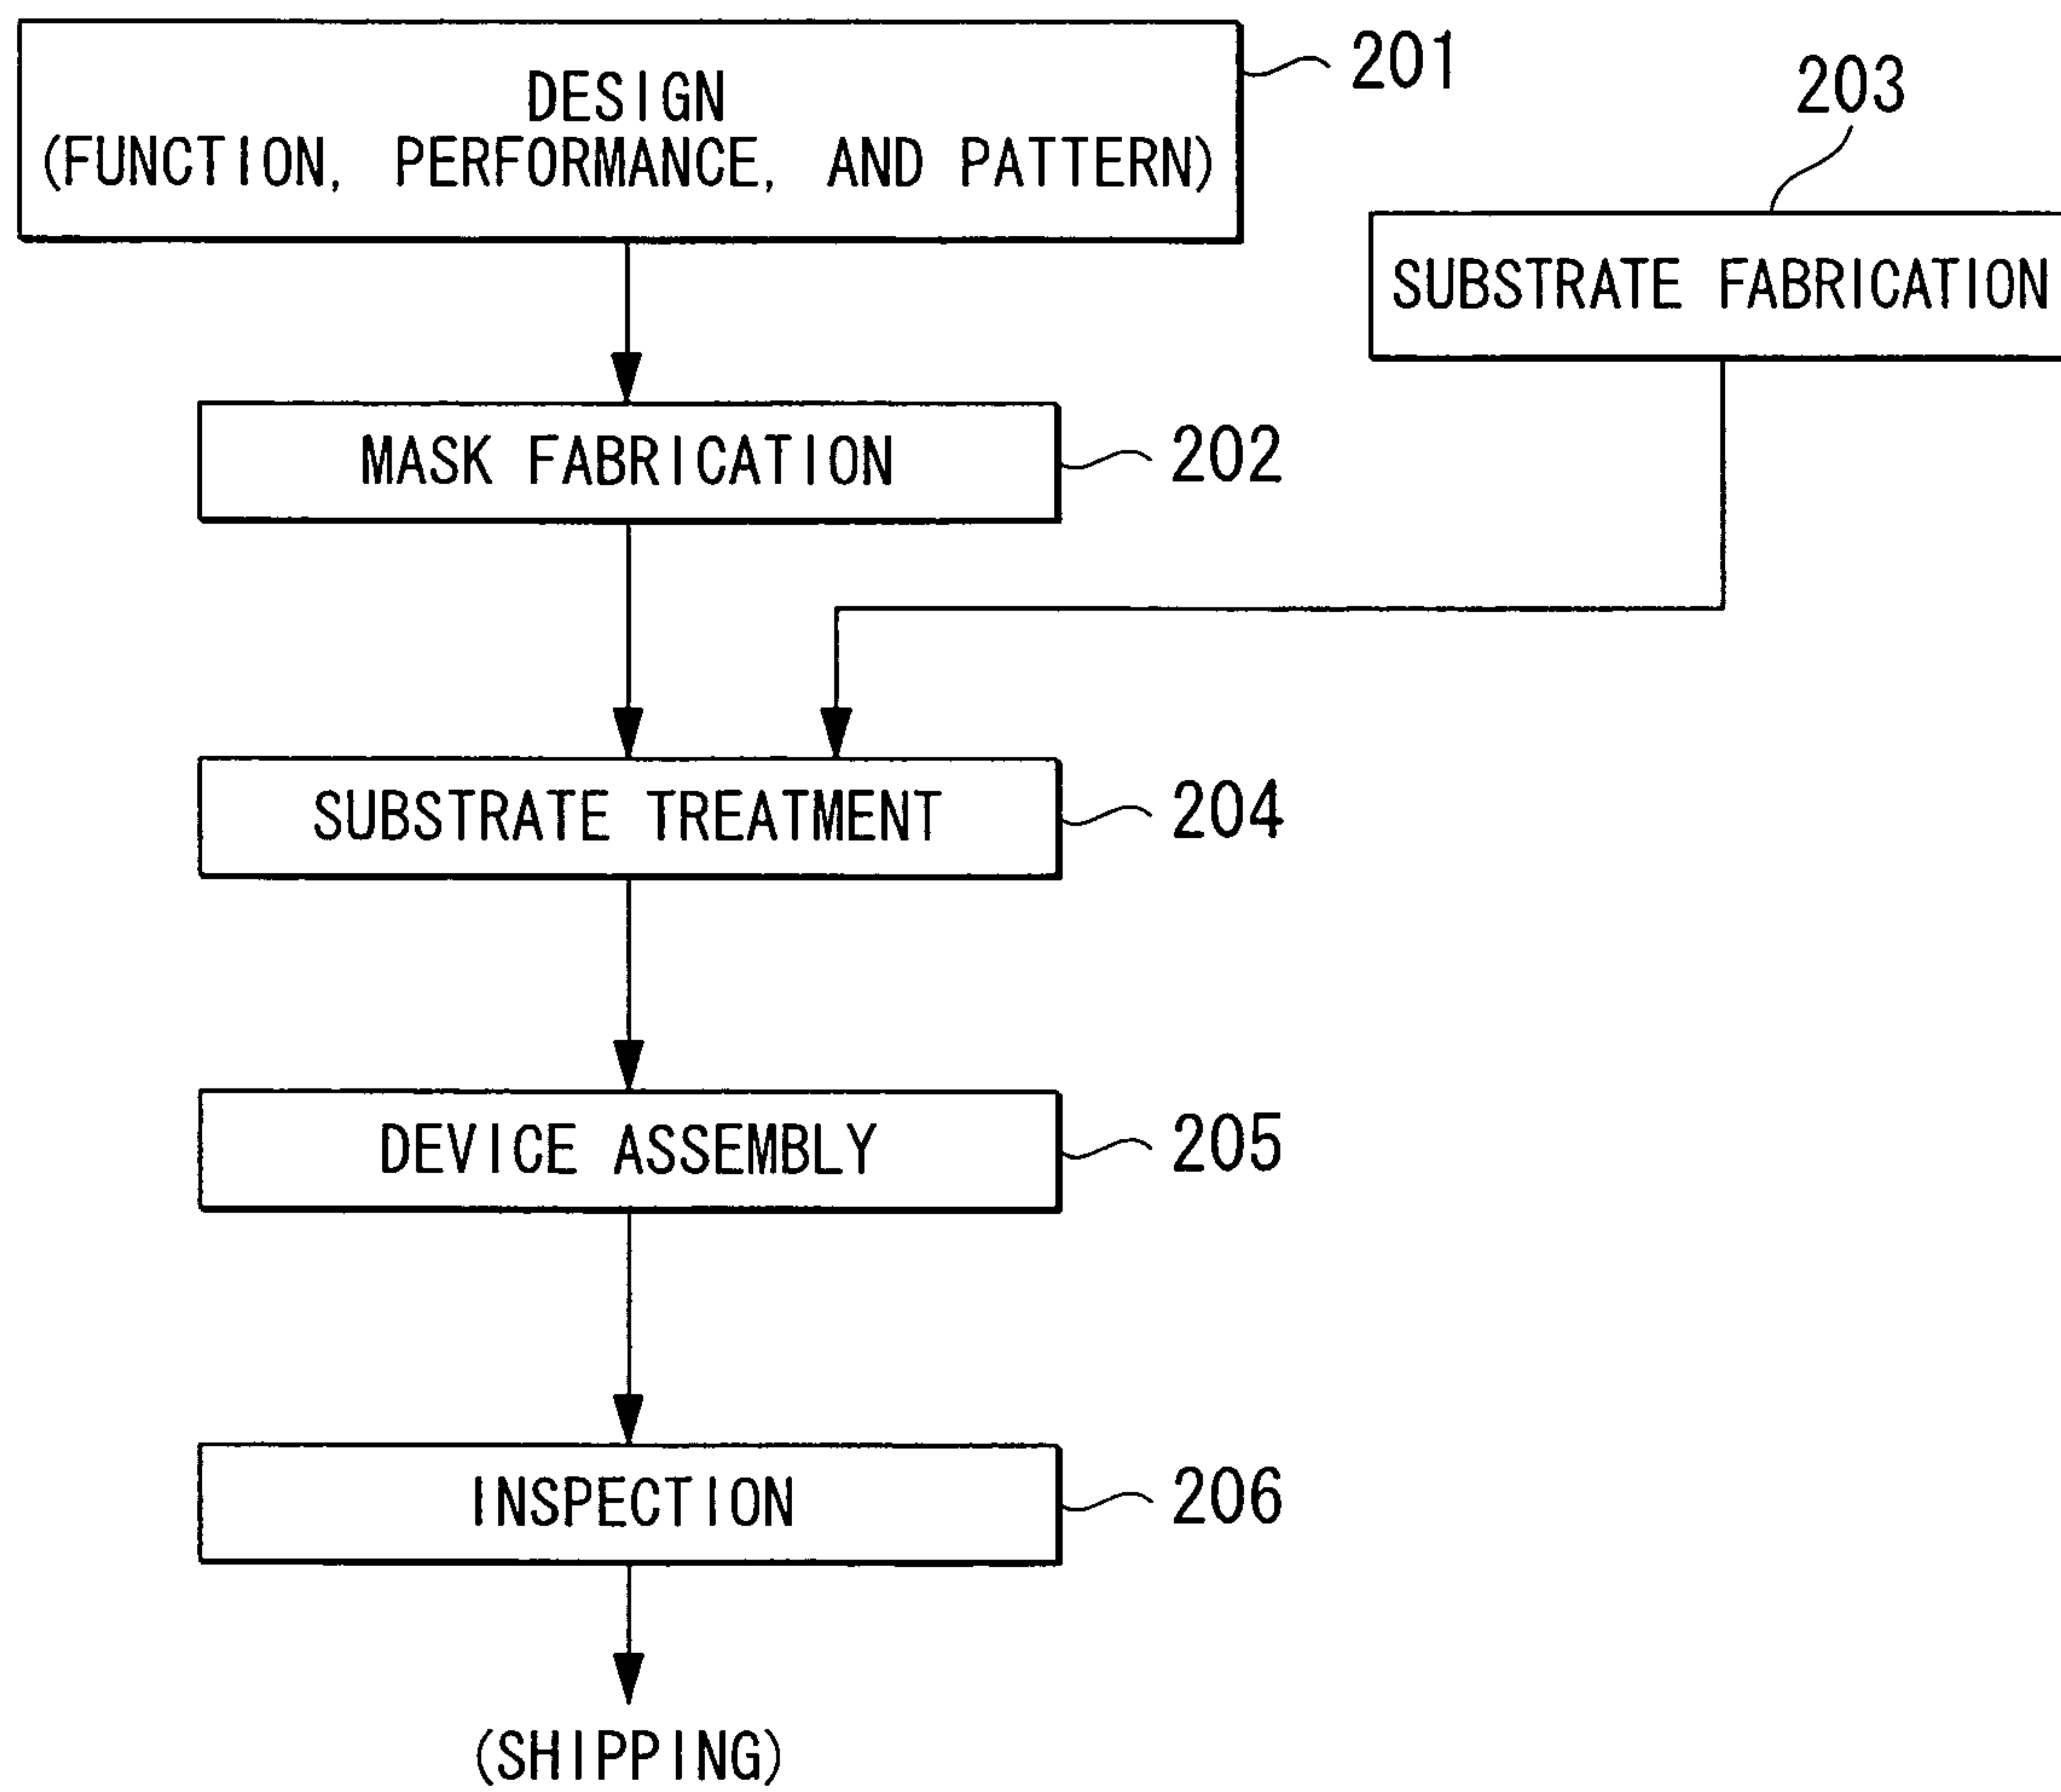 DESIGN
(FUNCTION, PERFORMANCE, AND PATTERN)
201
203
SUBSTRATE FABRICATION
MASK FABRICATION
202
SUBSTRATE TREATMENT
204
DEVICE ASSEMBLY
205
INSPECTION
206
(SHIPPING)